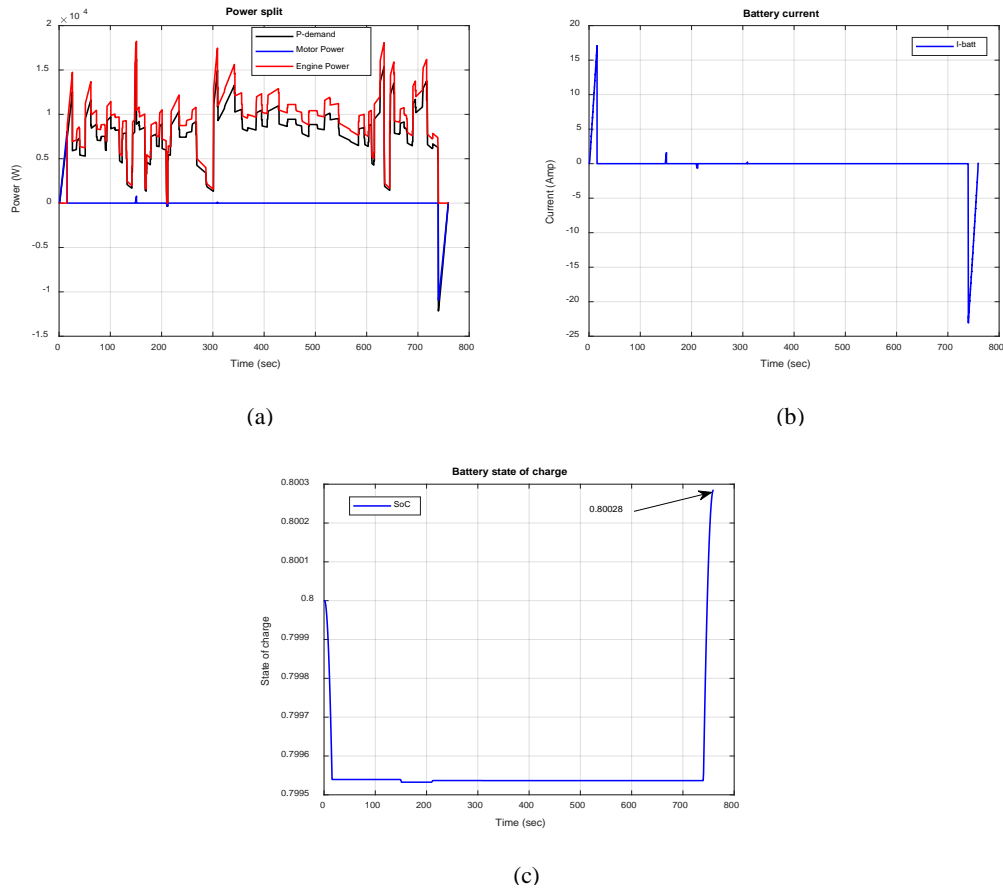 Power split
× 10 4
2
1.5
1
0.5
0
-0.5
-1
-1.5
Power (W)
P-demand
Motor Power
Engine Power
0 100 200 300 400 500 600 700 800
Time (sec)
(a)
Battery current
20
15
10
5
0
-5
-10
-15
-20
-25
Current (Amp)
I-batt
0 100 200 300 400 500 600 700 800
Time (sec)
(b)
Battery state of charge
0.8003
0.8002
0.8001
0.8
0.7999
0.7998
0.7997
0.7996
0.7995
State of charge
SoC
0.80028
0 100 200 300 400 500 600 700 800
Time (sec)
(c)